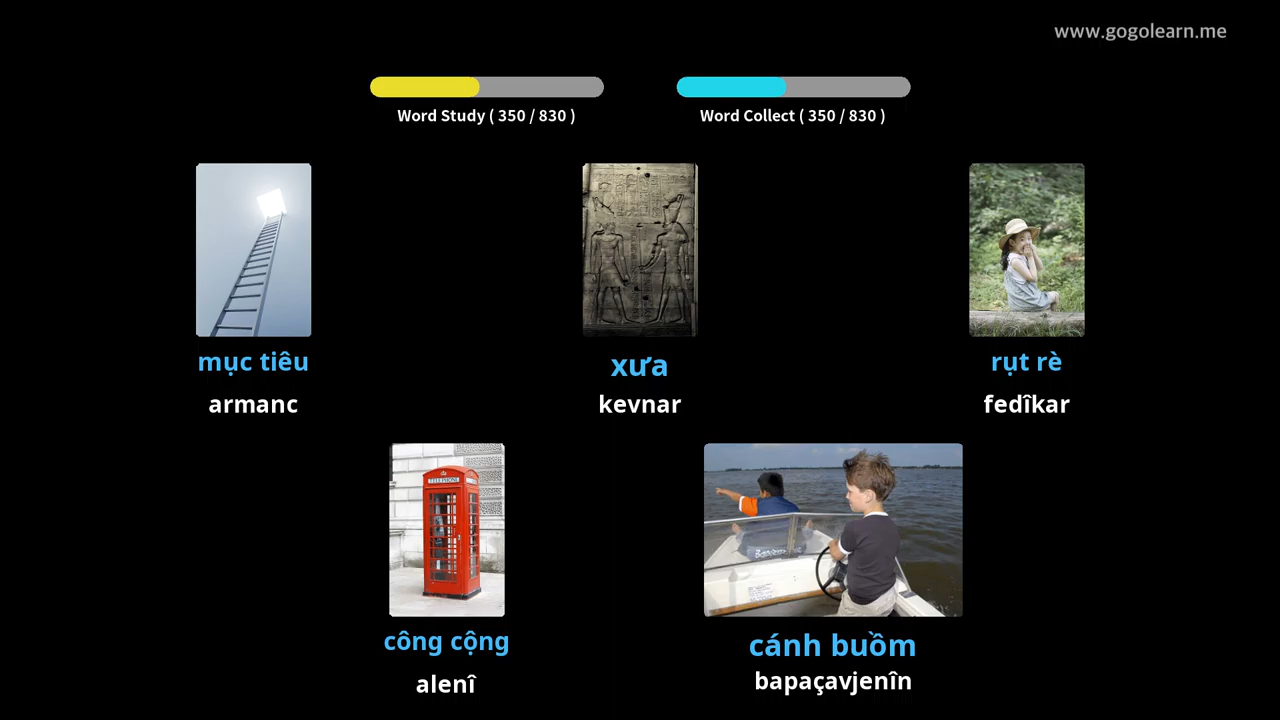 www.gogolearn.me
Word Study ( 350 / 830 )
Word Collect ( 350 / 830 )
mục tiêu
armanc
xưa
kevnar
rụt rè
fedîkar
TELEPHONE
công cộng
alenî
cánh buồm
bapaçavjenîn